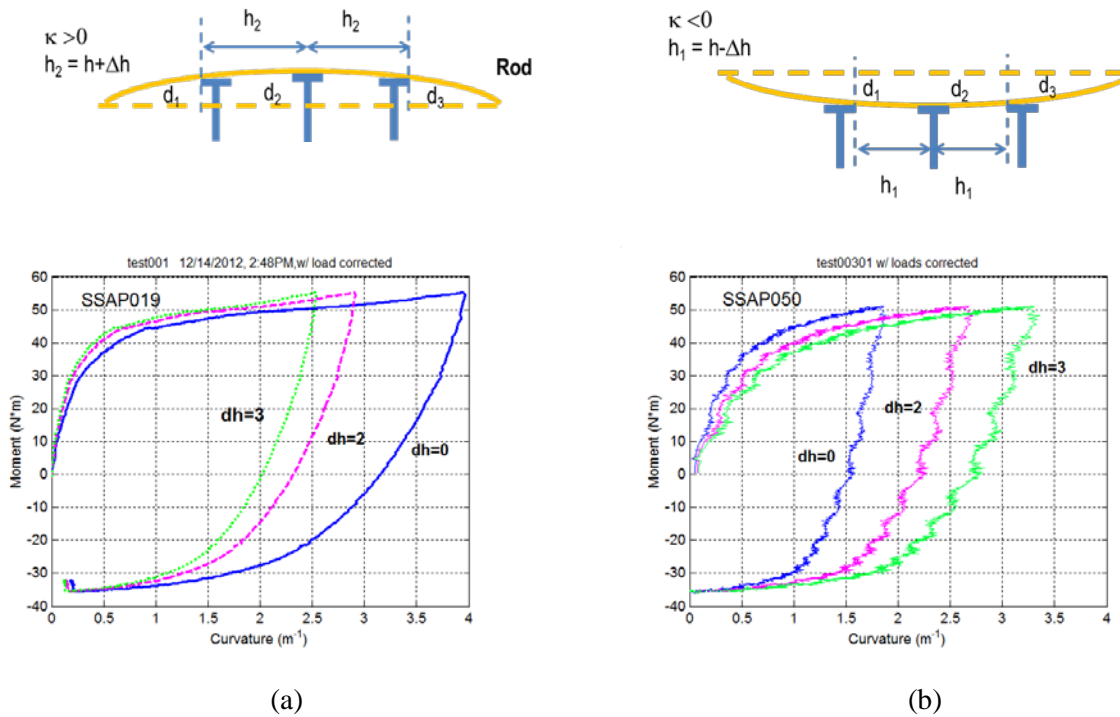 κ >0
h₂ = h+Δh
h₂ h₂
Rod
d₁ d₂ d₃
κ <0
h₁ = h-Δh
d₁ d₂ d₃
h₁ h₁
test001 12/14/2012, 2:48PM,w/ load corrected
SSAP019
60
50
40
30
20
10
0
-10
-20
-30
-40
Moment (N*m)
dh=3
dh=2
dh=0
0 0.5 1 1.5 2 2.5 3 3.5 4
Curvature (m⁻¹)
test00301 w/ loads corrected
SSAP050
60
50
40
30
20
10
0
-10
-20
-30
-40
Moment (N*m)
dh=3
dh=2
dh=0
0 0.5 1 1.5 2 2.5 3 3.5 4
Curvature (m⁻¹)
(a) (b)